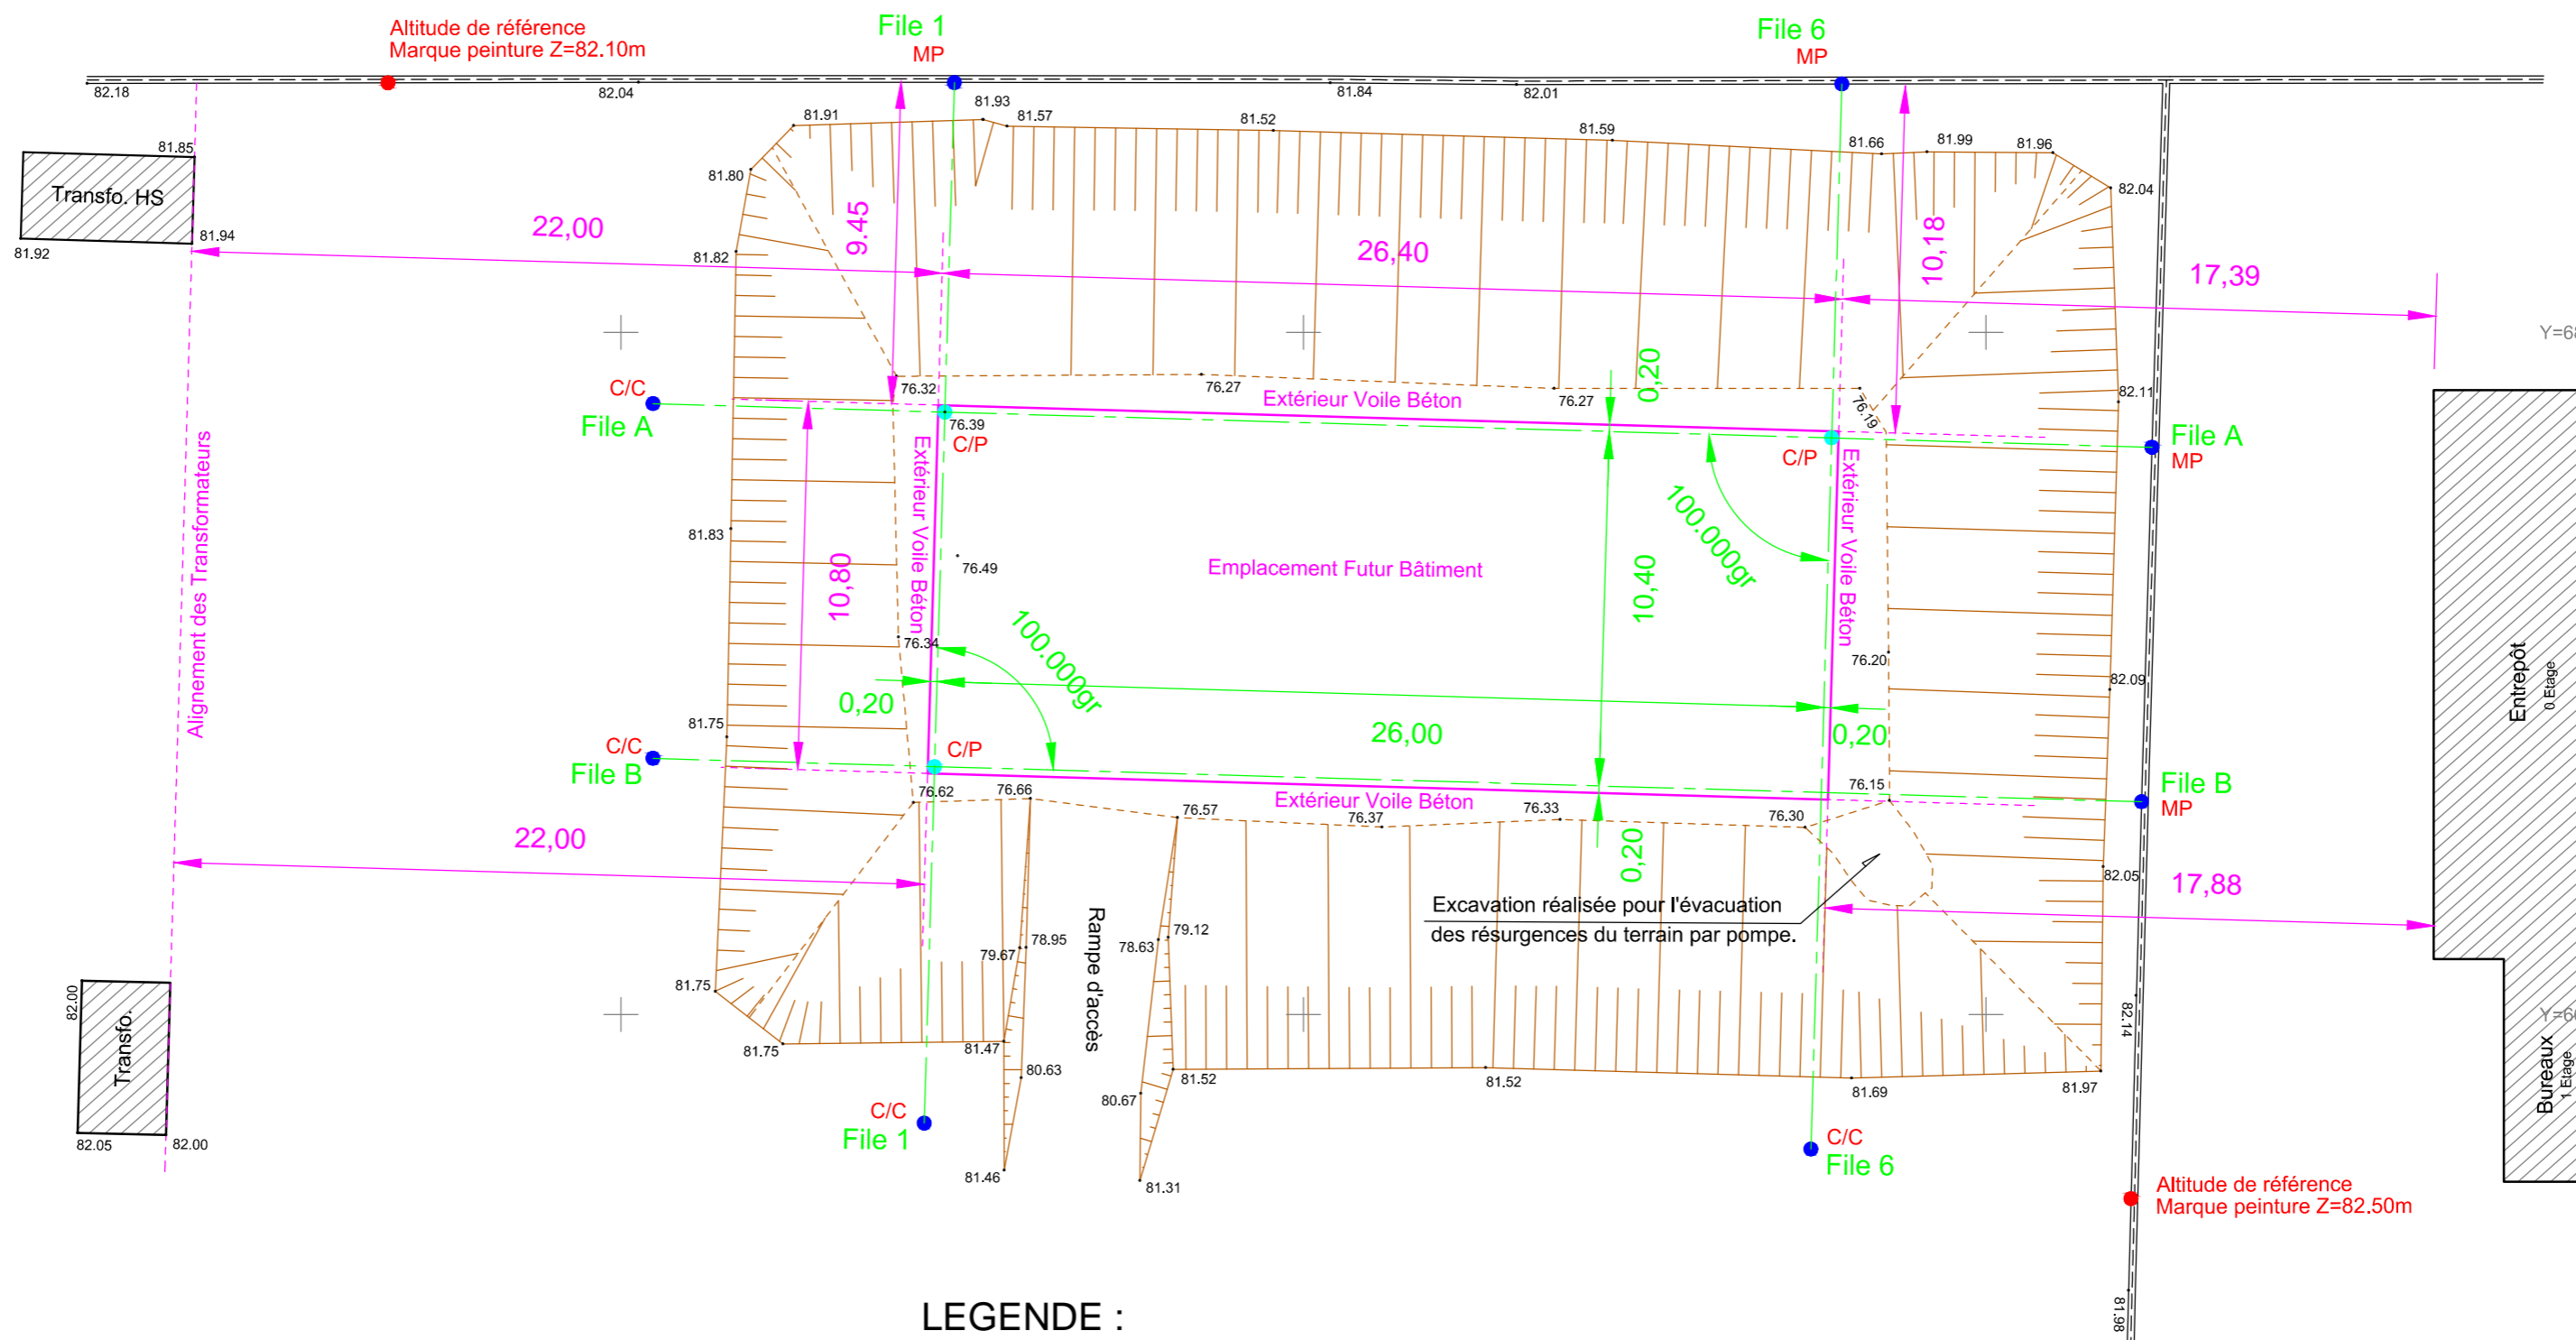 Altitude de référence
Marque peinture Z=82.10m
File 1
MP
File 6
MP
82.18
82.04
81.84
82.01
81.91
81.93
81.57
81.52
81.59
81.66
81.99
81.96
81.85
Transfo. HS
81.80
82.04
81.94
81.92
22,00
9.45
26,40
10,18
17,39
81.82
C/C
File A
76.32
76.27
76.27
76.19
82.11
0,20
Extérieur Voile Béton
76.39
C/P
C/P
File A
MP
Alignement des Transformateurs
Extérieur Voile Béton
Extérieur Voile Béton
100.000gr
81.83
10,80
76.49
Emplacement Futur Bâtiment
10,40
76.34
100.000gr
76.20
82.09
Entrepôt
0 Etage
0,20
26,00
0,20
81.75
C/C
File B
C/P
76.62
76.66
76.57
76.37
76.33
76.30
76.15
Extérieur Voile Béton
File B
MP
0,20
22,00
17,88
82.05
Excavation réalisée pour l'évacuation
des résurgences du terrain par pompe.
Rampe d'accès
79.67
78.95
78.63
79.12
81.75
82.00
Transfo.
82.05
82.00
81.75
81.47
80.63
80.67
81.52
81.52
81.69
81.97
82.14
Bureaux
1 Etage
C/C
File 1
C/C
File 6
81.46
81.31
Altitude de référence
Marque peinture Z=82.50m
81.98
LEGENDE :